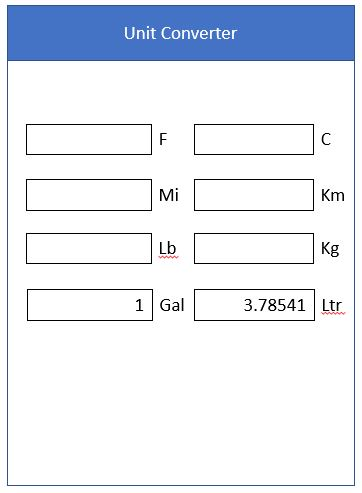 Unit Converter
F C
Mi Km
Lb Kg
1 Gal 3.78541 Ltr